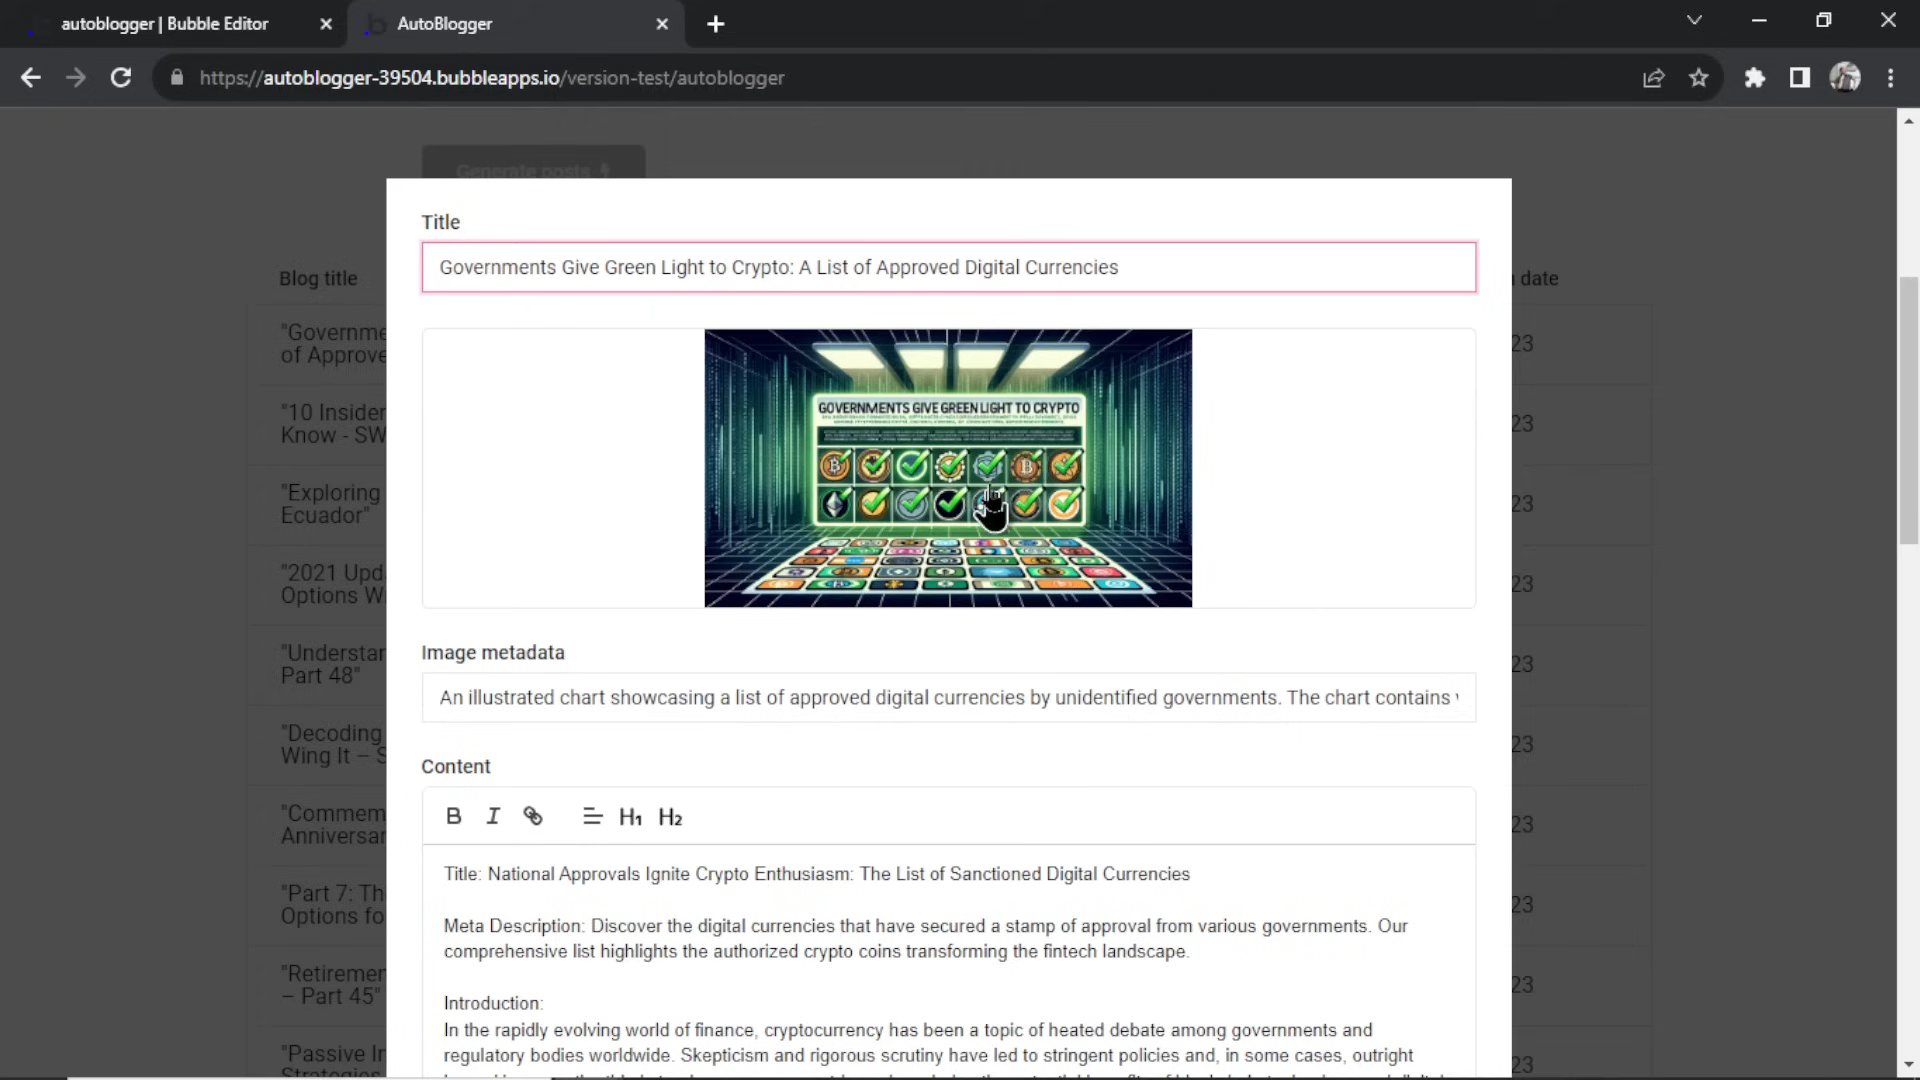 autoblogger | Bubble Editor
AutoBlogger
https://autoblogger-39504.bubbleapps.io/version-test/autoblogger
Generate posts
Title
Governments Give Green Light to Crypto: A List of Approved Digital Currencies
Blog title
date
"Governme
of Approve
23
"10 Insider
Know - SW
23
"Exploring
Ecuador"
23
"2021 Upd
Options W
23
"Understar
Part 48"
23
"Decoding
Wing It – S
23
"Commem
Anniversar
23
"Part 7: Th
Options fo
23
"Retiremer
– Part 45"
23
"Passive In
Strategies
23
GOVERNMENTS GIVE GREEN LIGHT TO CRYPTO
Image metadata
An illustrated chart showcasing a list of approved digital currencies by unidentified governments. The chart contains
Content
B I H1 H2
Title: National Approvals Ignite Crypto Enthusiasm: The List of Sanctioned Digital Currencies
Meta Description: Discover the digital currencies that have secured a stamp of approval from various governments. Our
comprehensive list highlights the authorized crypto coins transforming the fintech landscape.
Introduction:
In the rapidly evolving world of finance, cryptocurrency has been a topic of heated debate among governments and
regulatory bodies worldwide. Skepticism and rigorous scrutiny have led to stringent policies and, in some cases, outright